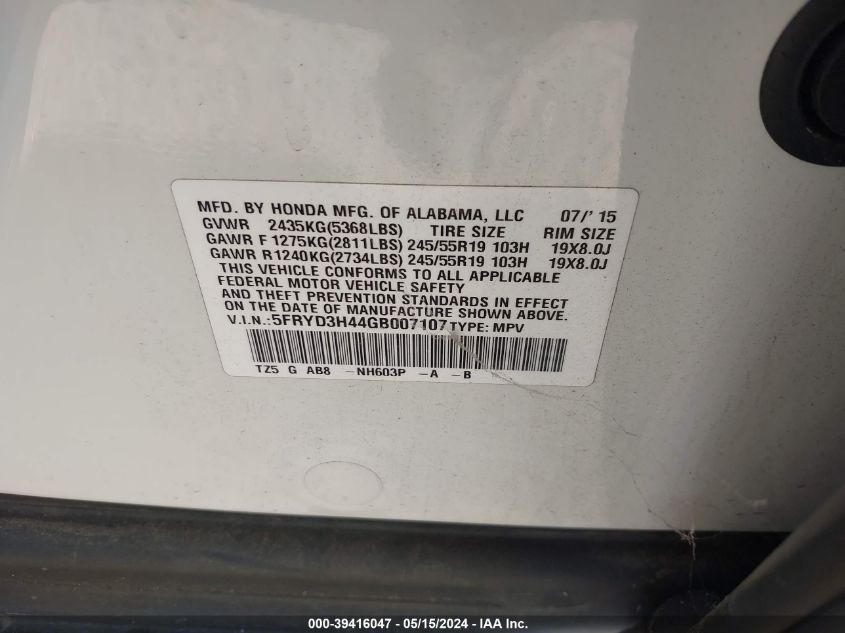 MFD. BY HONDA MFG. OF ALABAMA, LLC 07/' 15
GVWR 2435KG(5368LBS) TIRE SIZE RIM SIZE
GAWR F 1275KG(2811LBS) 245/55R19 103H 19X8.0J
GAWR R1240KG(2734LBS) 245/55R19 103H 19X8.0J
THIS VEHICLE CONFORMS TO ALL APPLICABLE
FEDERAL MOTOR VEHICLE SAFETY
AND THEFT PREVENTION STANDARDS IN EFFECT
ON THE DATE OF MANUFACTURE SHOWN ABOVE.
V.I.N.:5FRYD3H44GB007107 TYPE: MPV
TZ5 G AB8 -NH603P -A -B
000-39416047 - 05/15/2024 - IAA Inc.